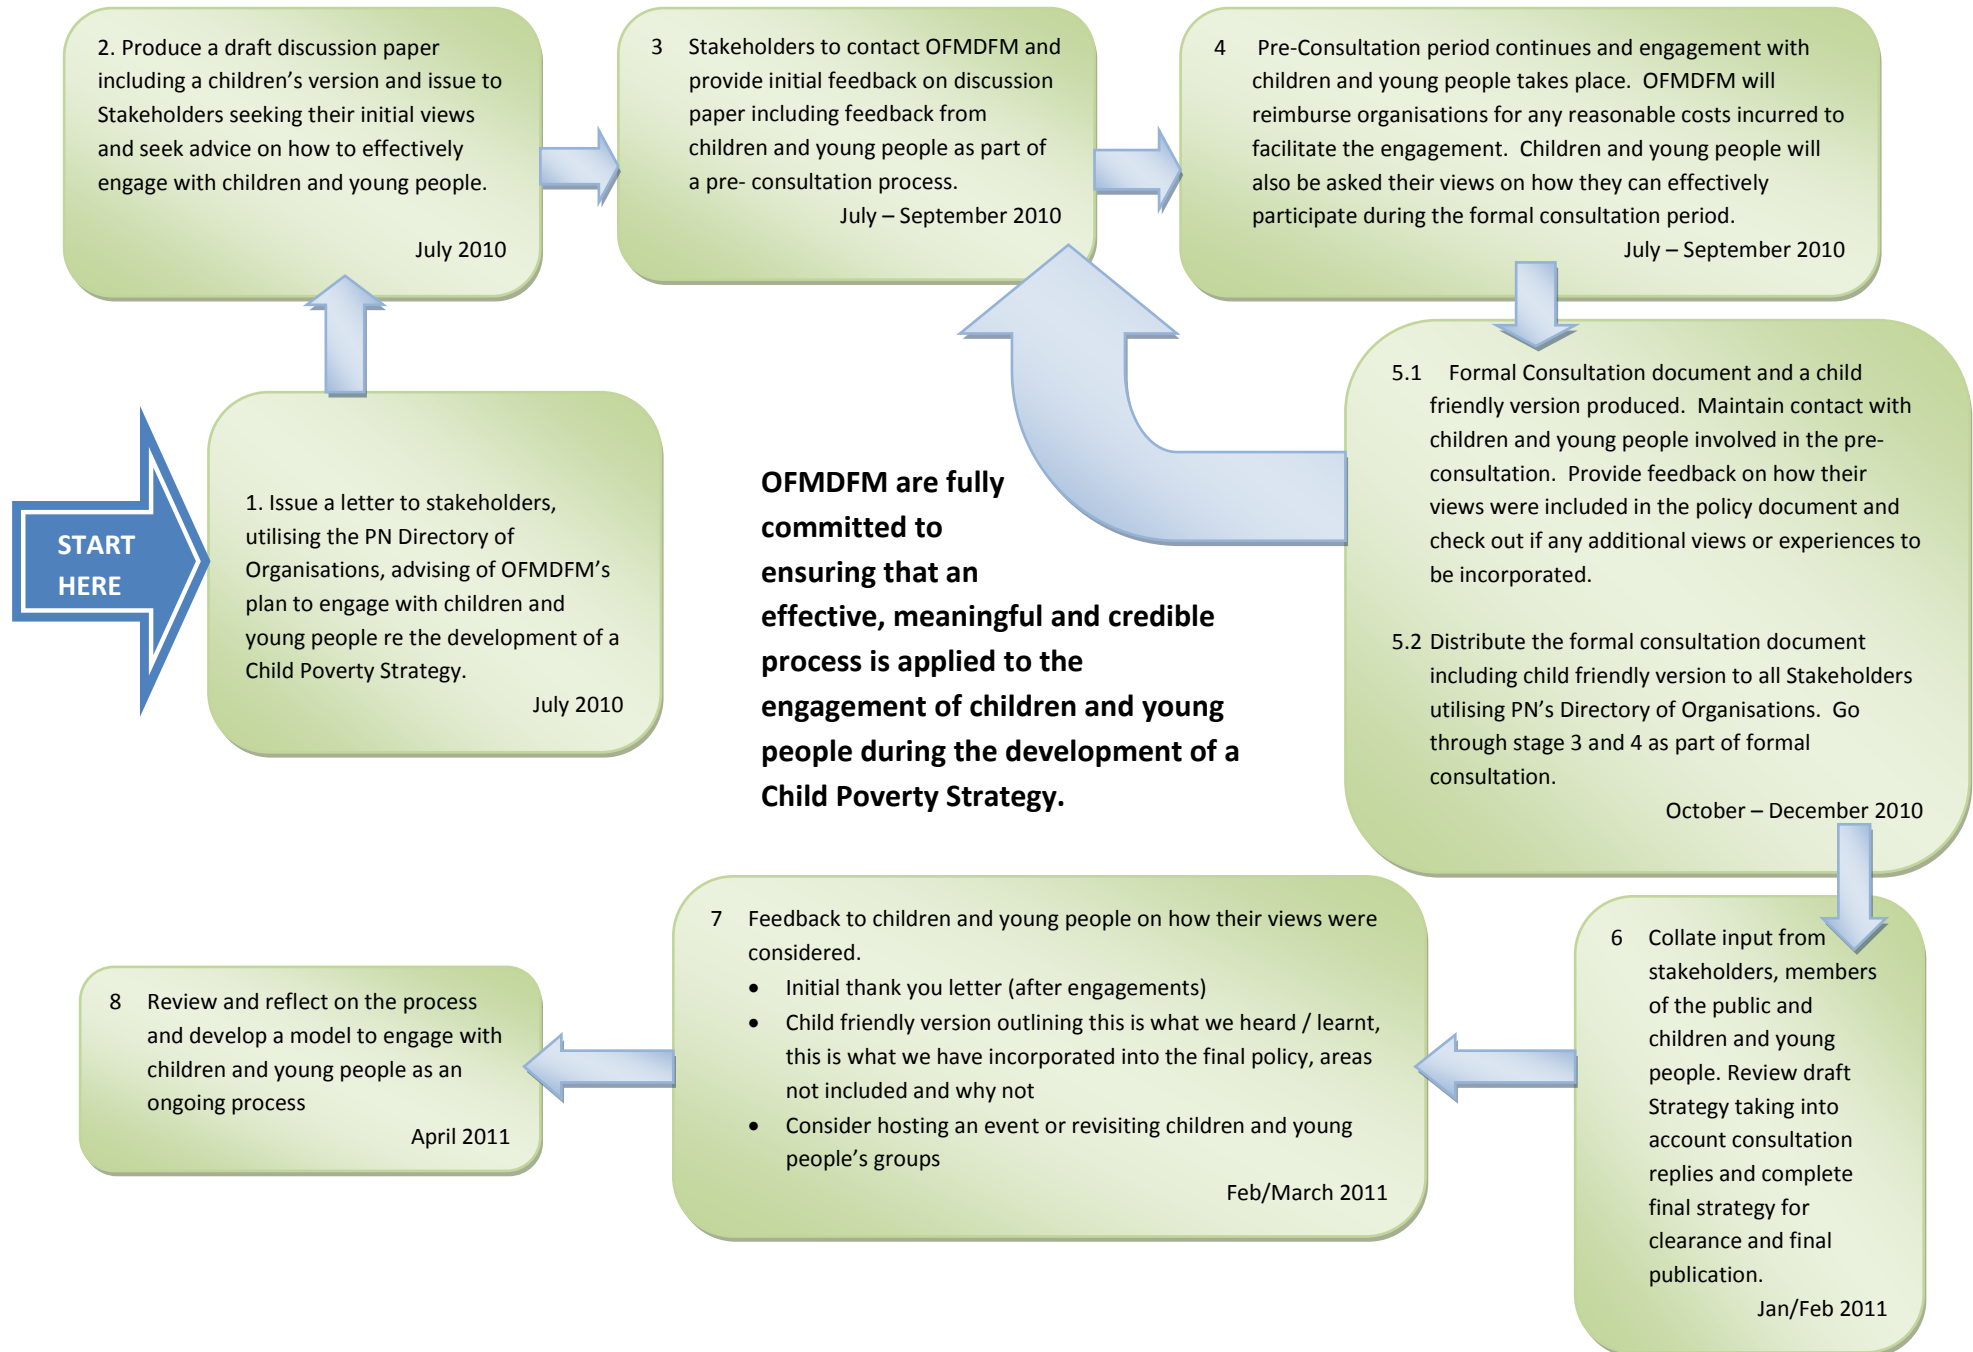 START
HERE
1. Issue a letter to stakeholders,
utilising the PN Directory of
Organisations, advising of OFMDFM’s
plan to engage with children and
young people re the development of a
Child Poverty Strategy.
July 2010
2. Produce a draft discussion paper
including a children’s version and issue to
Stakeholders seeking their initial views
and seek advice on how to effectively
engage with children and young people.
July 2010
3 Stakeholders to contact OFMDFM and
provide initial feedback on discussion
paper including feedback from
children and young people as part of
a pre- consultation process.
July – September 2010
4 Pre-Consultation period continues and engagement with
children and young people takes place. OFMDFM will
reimburse organisations for any reasonable costs incurred to
facilitate the engagement. Children and young people will
also be asked their views on how they can effectively
participate during the formal consultation period.
July – September 2010
5.1 Formal Consultation document and a child
friendly version produced. Maintain contact with
children and young people involved in the pre-
consultation. Provide feedback on how their
views were included in the policy document and
check out if any additional views or experiences to
be incorporated.
5.2 Distribute the formal consultation document
including child friendly version to all Stakeholders
utilising PN’s Directory of Organisations. Go
through stage 3 and 4 as part of formal
consultation.
October – December 2010
OFMDFM are fully
committed to
ensuring that an
effective, meaningful and credible
process is applied to the
engagement of children and young
people during the development of a
Child Poverty Strategy.
6 Collate input from
stakeholders, members
of the public and
children and young
people. Review draft
Strategy taking into
account consultation
replies and complete
final strategy for
clearance and final
publication.
Jan/Feb 2011
7 Feedback to children and young people on how their views were
considered.
• Initial thank you letter (after engagements)
• Child friendly version outlining this is what we heard / learnt,
this is what we have incorporated into the final policy, areas
not included and why not
• Consider hosting an event or revisiting children and young
people’s groups
Feb/March 2011
8 Review and reflect on the process
and develop a model to engage with
children and young people as an
ongoing process
April 2011